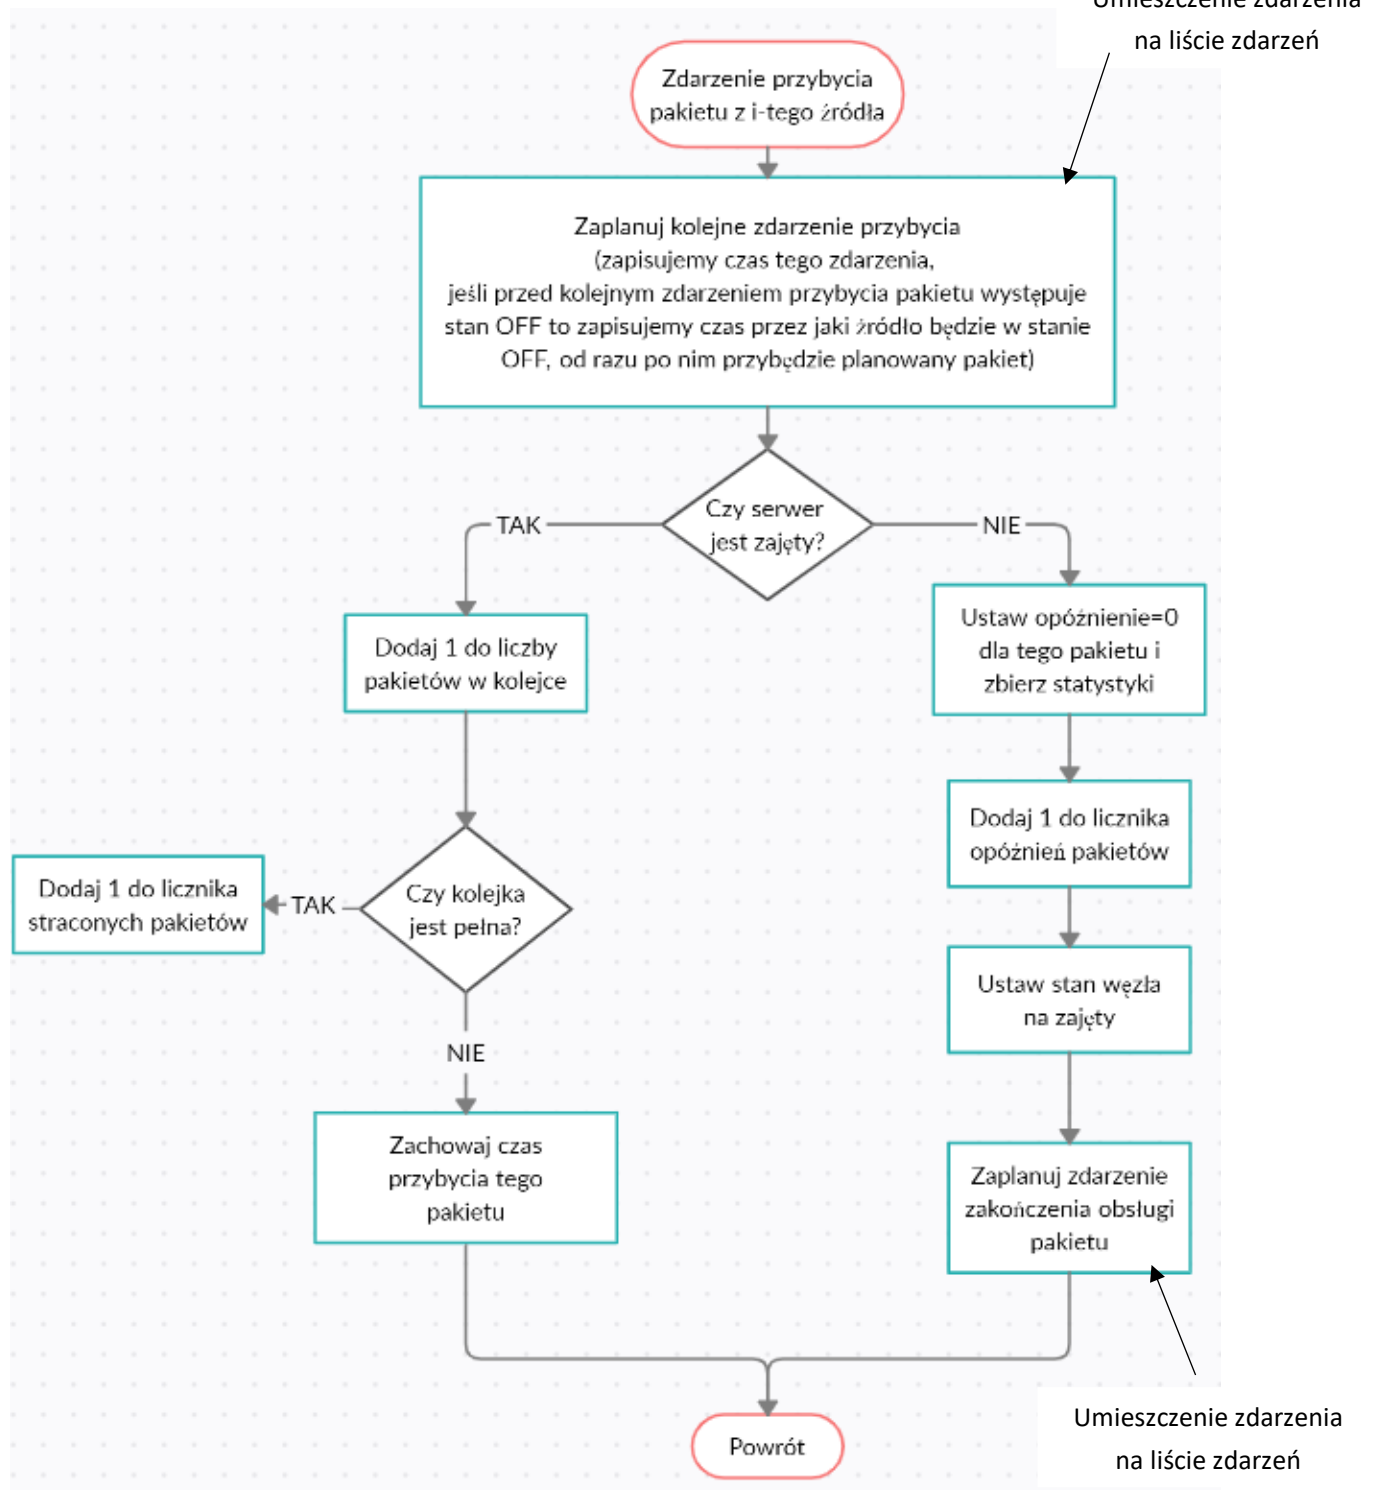 Umieszczenie zdarzenia
na liście zdarzeń
Zdarzenie przybycia
pakietu z i-tego źródła
Zaplanuj kolejne zdarzenie przybycia
(zapisujemy czas tego zdarzenia,
jeśli przed kolejnym zdarzeniem przybycia pakietu występuje
stan OFF to zapisujemy czas przez jaki źródło będzie w stanie
OFF, od razu po nim przybędzie planowany pakiet)
Czy serwer
jest zajęty?
TAK
NIE
Dodaj 1 do liczby
pakietów w kolejce
Ustaw opóźnienie=0
dla tego pakietu i
zbierz statystyki
Dodaj 1 do licznika
opóźnień pakietów
Czy kolejka
jest pełna?
TAK
Dodaj 1 do licznika
straconych pakietów
Ustaw stan węzła
na zajęty
NIE
Zachowaj czas
przybycia tego
pakietu
Zaplanuj zdarzenie
zakończenia obsługi
pakietu
Powrót
Umieszczenie zdarzenia
na liście zdarzeń